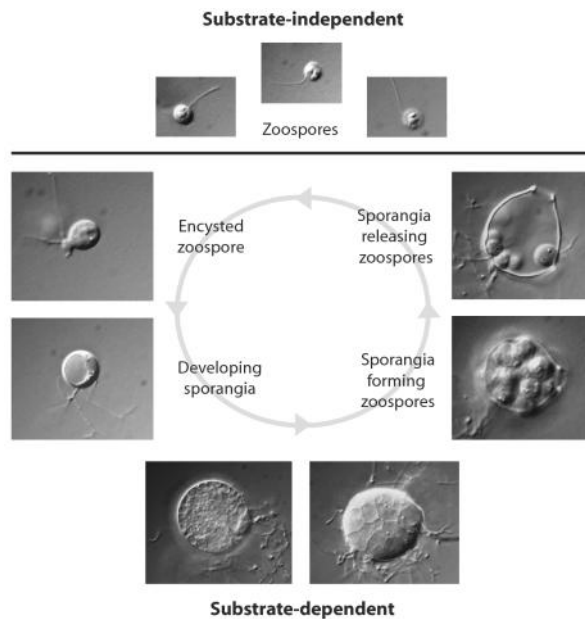 Substrate-independent
Zoospores
Encysted
zoospore
Sporangia
releasing
zoospores
Developing
sporangia
Sporangia
forming
zoospores
Substrate-dependent